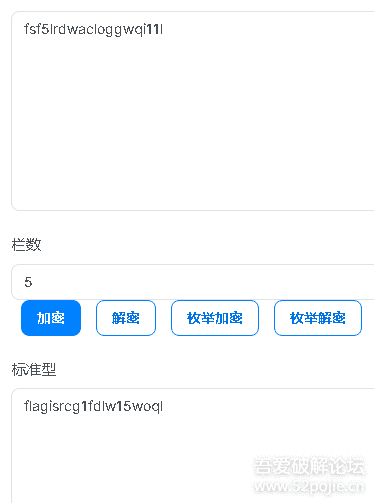 fsf5lrdwacloggwqi11l
栏数
5
加密 解密 枚举加密 枚举解密
标准型
flagisrcg1fdlw15woql
吾爱破解论坛
www.52pojie.cn